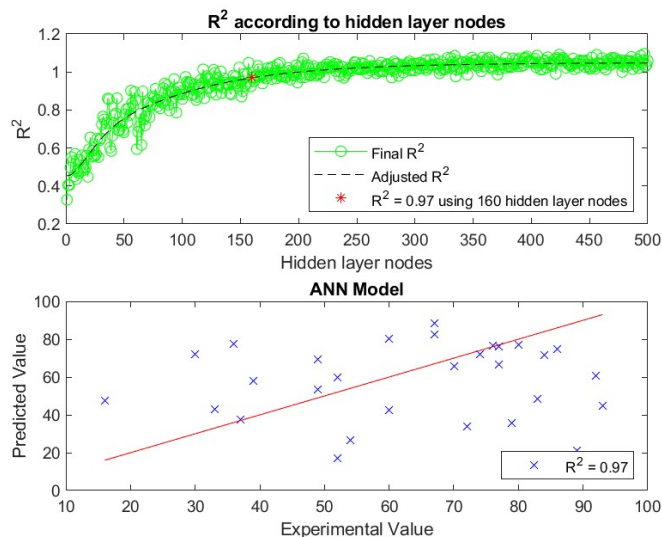 R² according to hidden layer nodes
1.2
1
0.8
0.6
0.4
0.2
R²
Final R²
Adjusted R²
R² = 0.97 using 160 hidden layer nodes
0 50 100 150 200 250 300 350 400 450 500
Hidden layer nodes
ANN Model
100
80
60
40
20
0
Predicted Value
R² = 0.97
10 20 30 40 50 60 70 80 90 100
Experimental Value